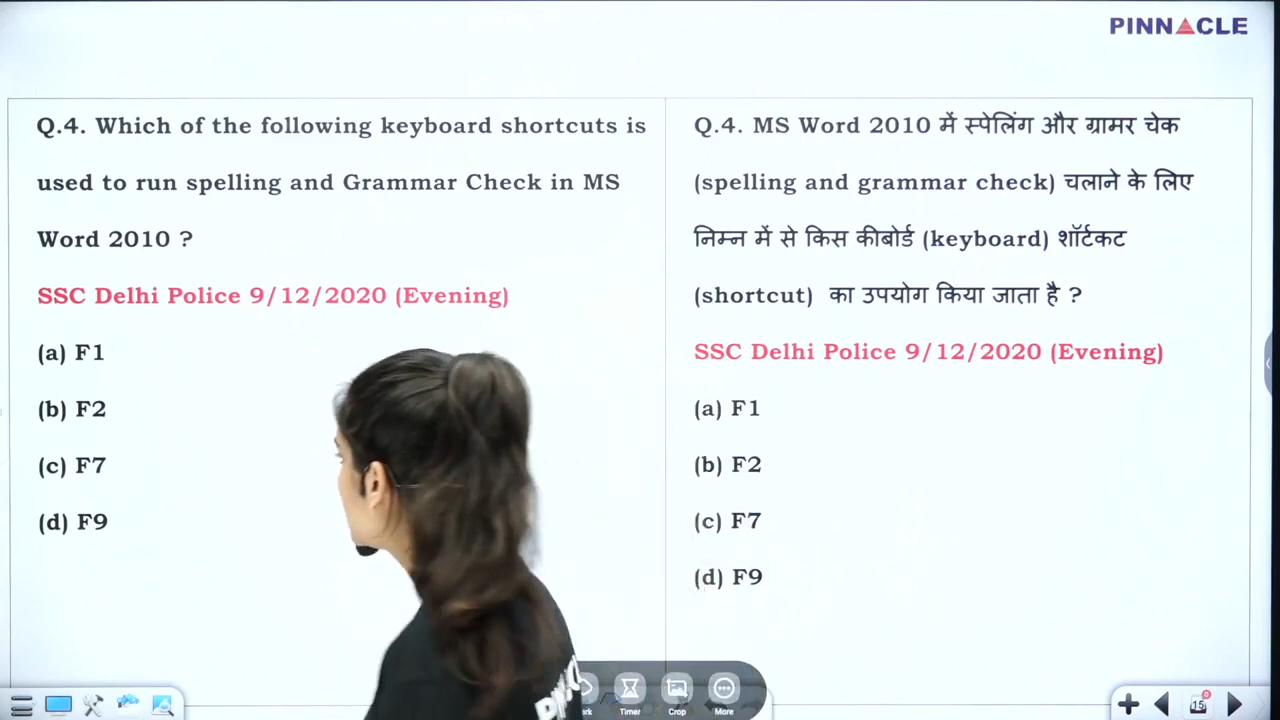 PINNACLE
Q.4. Which of the following keyboard shortcuts is
used to run spelling and Grammar Check in MS
Word 2010 ?
SSC Delhi Police 9/12/2020 (Evening)
(a) F1
(b) F2
(c) F7
(d) F9
Q.4. MS Word 2010 में स्पेलिंग और ग्रामर चेक
(spelling and grammar check) चलाने के लिए
निम्न में से किस कीबोर्ड (keyboard) शॉर्टकट
(shortcut) का उपयोग किया जाता है ?
SSC Delhi Police 9/12/2020 (Evening)
(a) F1
(b) F2
(c) F7
(d) F9
Timer
Crop
More
15
0